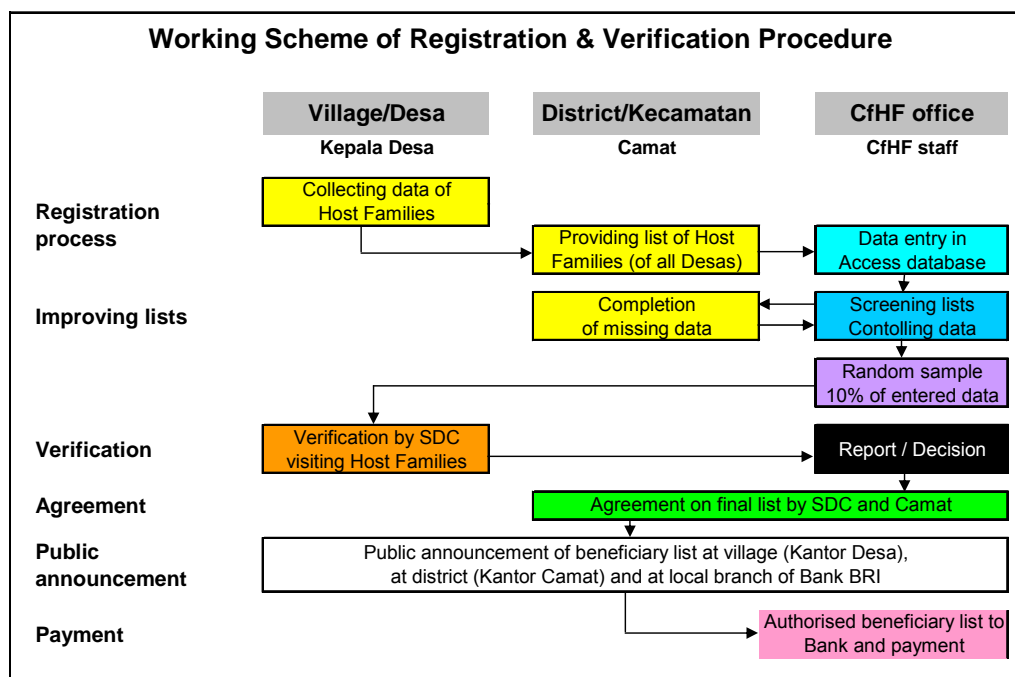 Working Scheme of Registration & Verification Procedure
Village/Desa
District/Kecamatan
CfHF office
Kepala Desa
Camat
CfHF staff
Registration
process
Collecting data of
Host Families
Providing list of Host
Families (of all Desas)
Data entry in
Access database
Improving lists
Completion
of missing data
Screening lists
Contolling data
Random sample
10% of entered data
Verification
Verification by SDC
visiting Host Families
Report / Decision
Agreement
Agreement on final list by SDC and Camat
Public
announcement
Public announcement of beneficiary list at village (Kantor Desa),
at district (Kantor Camat) and at local branch of Bank BRI
Payment
Authorised beneficiary list to
Bank and payment